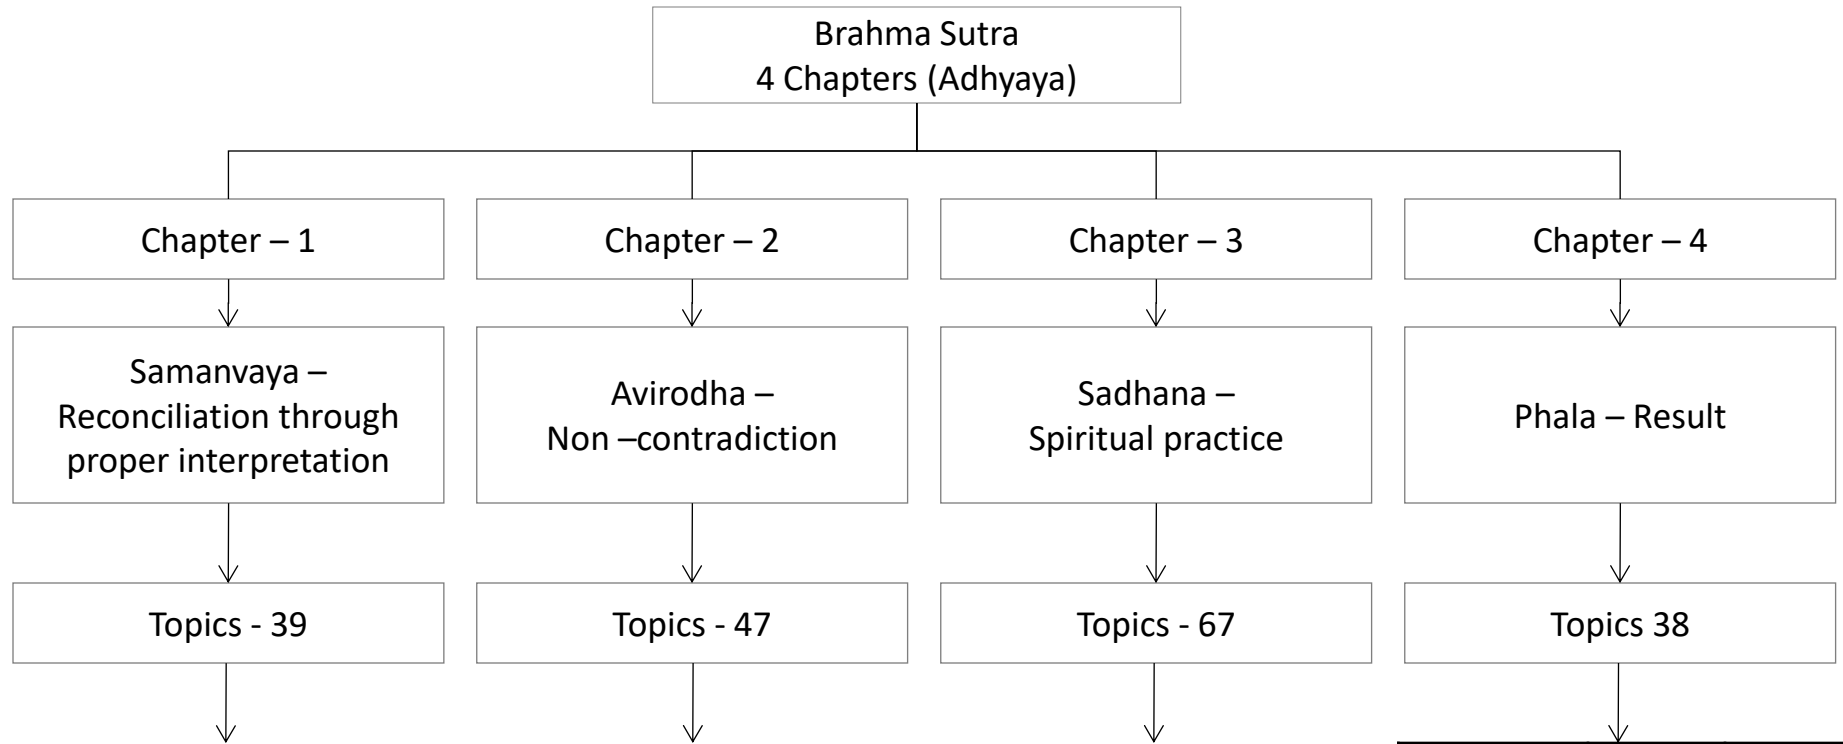 Brahma Sutra
4 Chapters (Adhyaya)
Chapter – 1
Chapter – 2
Chapter – 3
Chapter – 4
Samanvaya –
Reconciliation through
proper interpretation
Avirodha –
Non –contradiction
Sadhana –
Spiritual practice
Phala – Result
Topics - 39
Topics - 47
Topics - 67
Topics 38